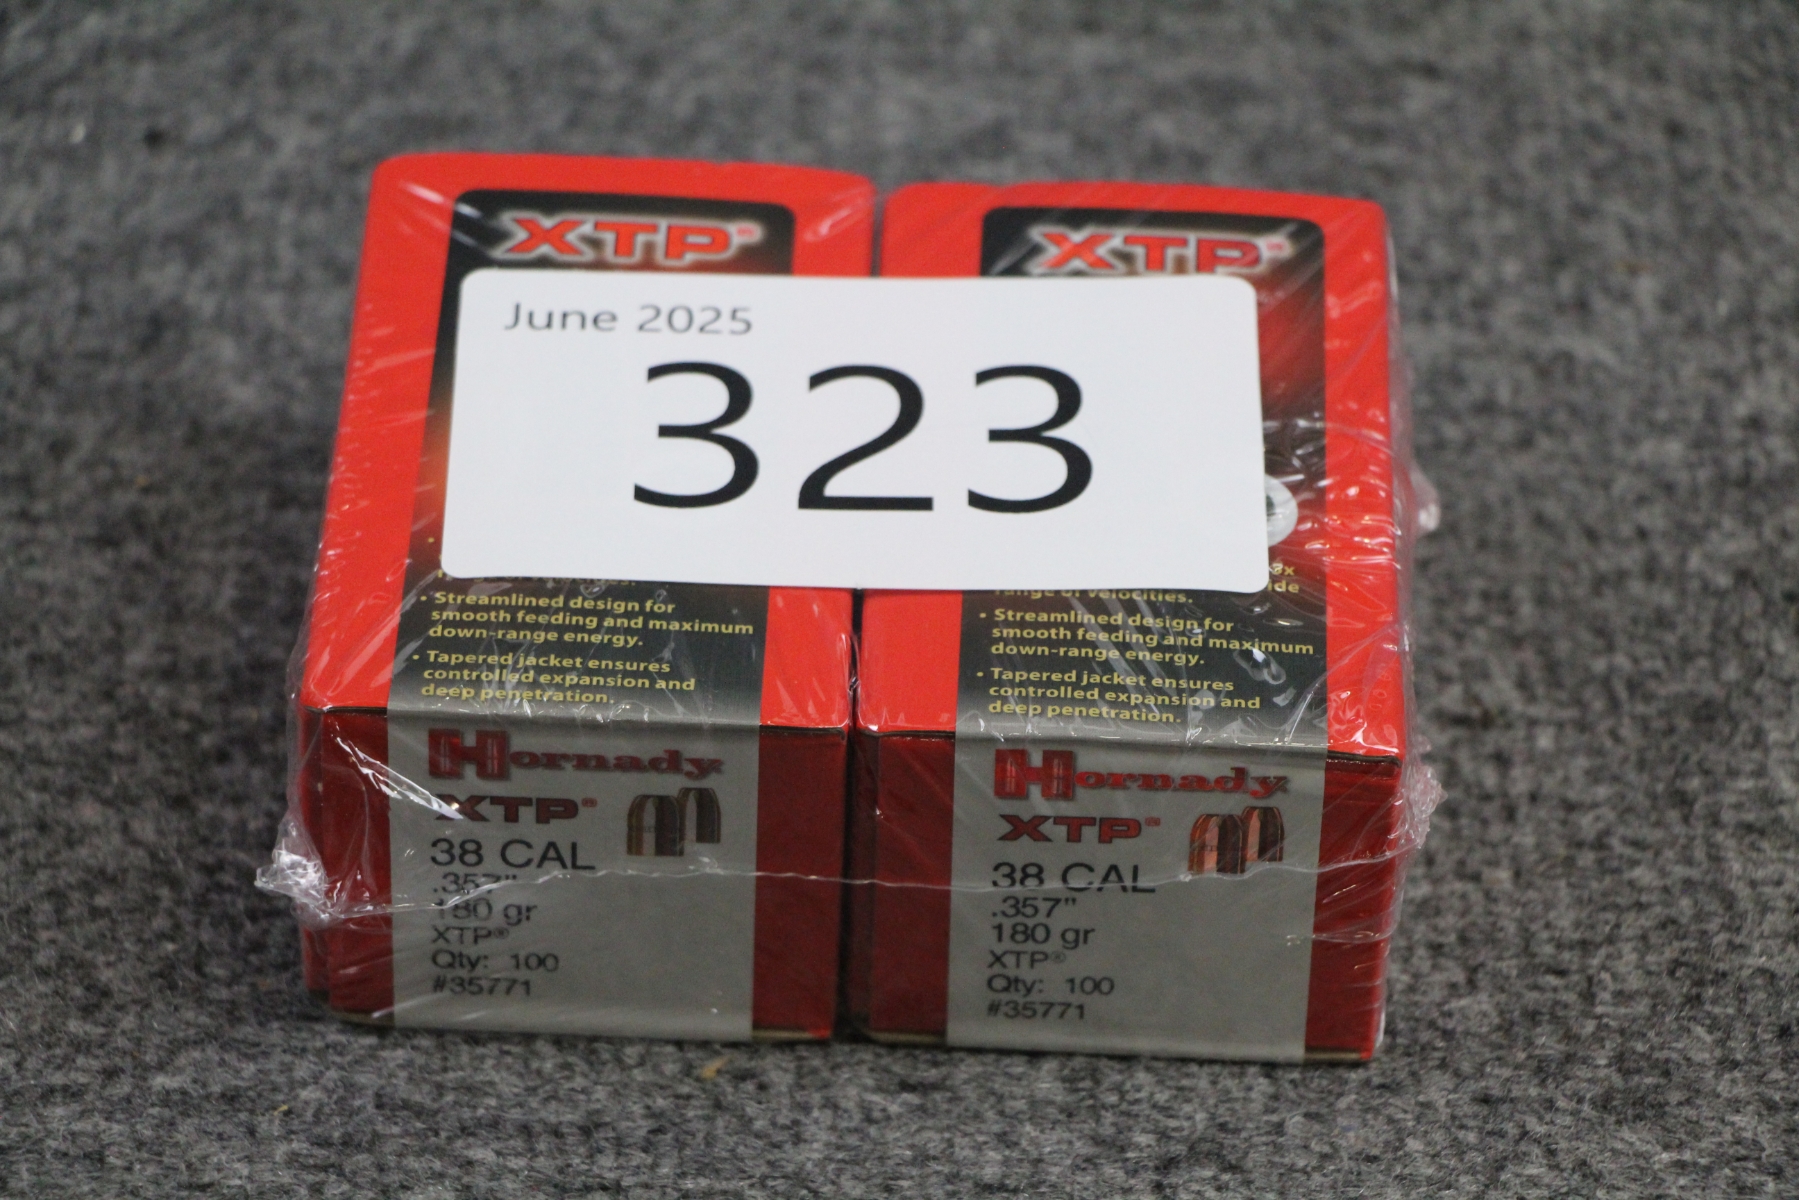 XTP®
XTP®
June 2025
323
• Streamlined design for
smooth feeding and maximum
down-range energy.
• Tapered jacket ensures
controlled expansion and
deep penetration.
3x
range of velocities.
• Streamlined design for
smooth feeding and maximum
down-range energy.
• Tapered jacket ensures
controlled expansion and
deep penetration.
Hornady
XTP®
38 CAL
.357"
180 gr
XTP®
Qty: 100
#35771
Hornady
XTP®
38 CAL
.357"
180 gr
XTP®
Qty: 100
#35771